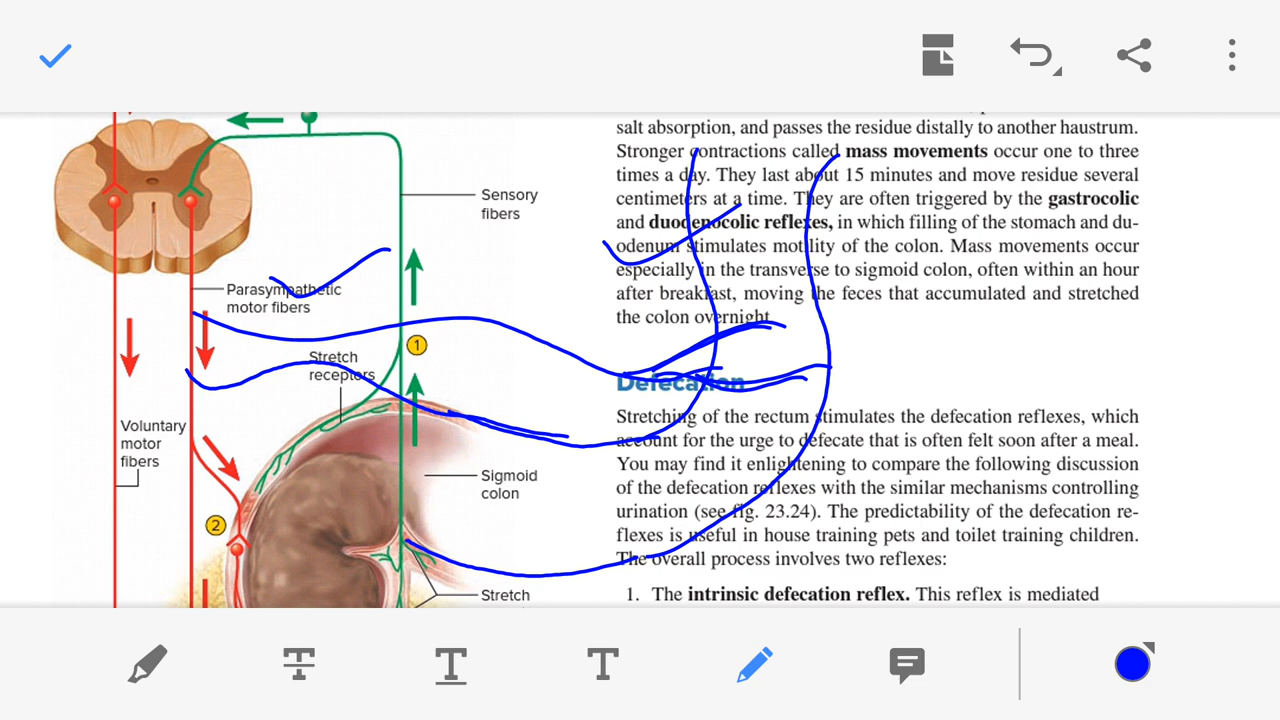 Sensory
fibers
Parasympathetic
motor fibers
1
Stretch
receptors
Voluntary
motor
fibers
Sigmoid
colon
2
Stretch
salt absorption, and passes the residue distally to another haustrum.
Stronger contractions called mass movements occur one to three
times a day. They last about 15 minutes and move residue several
centimeters at a time. They are often triggered by the gastrocolic
and duodenocolic reflexes, in which filling of the stomach and du-
odenum stimulates motility of the colon. Mass movements occur
especially in the transverse to sigmoid colon, often within an hour
after breakfast, moving the feces that accumulated and stretched
the colon overnight.
Defecation
Stretching of the rectum stimulates the defecation reflexes, which
account for the urge to defecate that is often felt soon after a meal.
You may find it enlightening to compare the following discussion
of the defecation reflexes with the similar mechanisms controlling
urination (see fig. 23.24). The predictability of the defecation re-
flexes is useful in house training pets and toilet training children.
The overall process involves two reflexes:
1. The intrinsic defecation reflex. This reflex is mediated
T
T
T